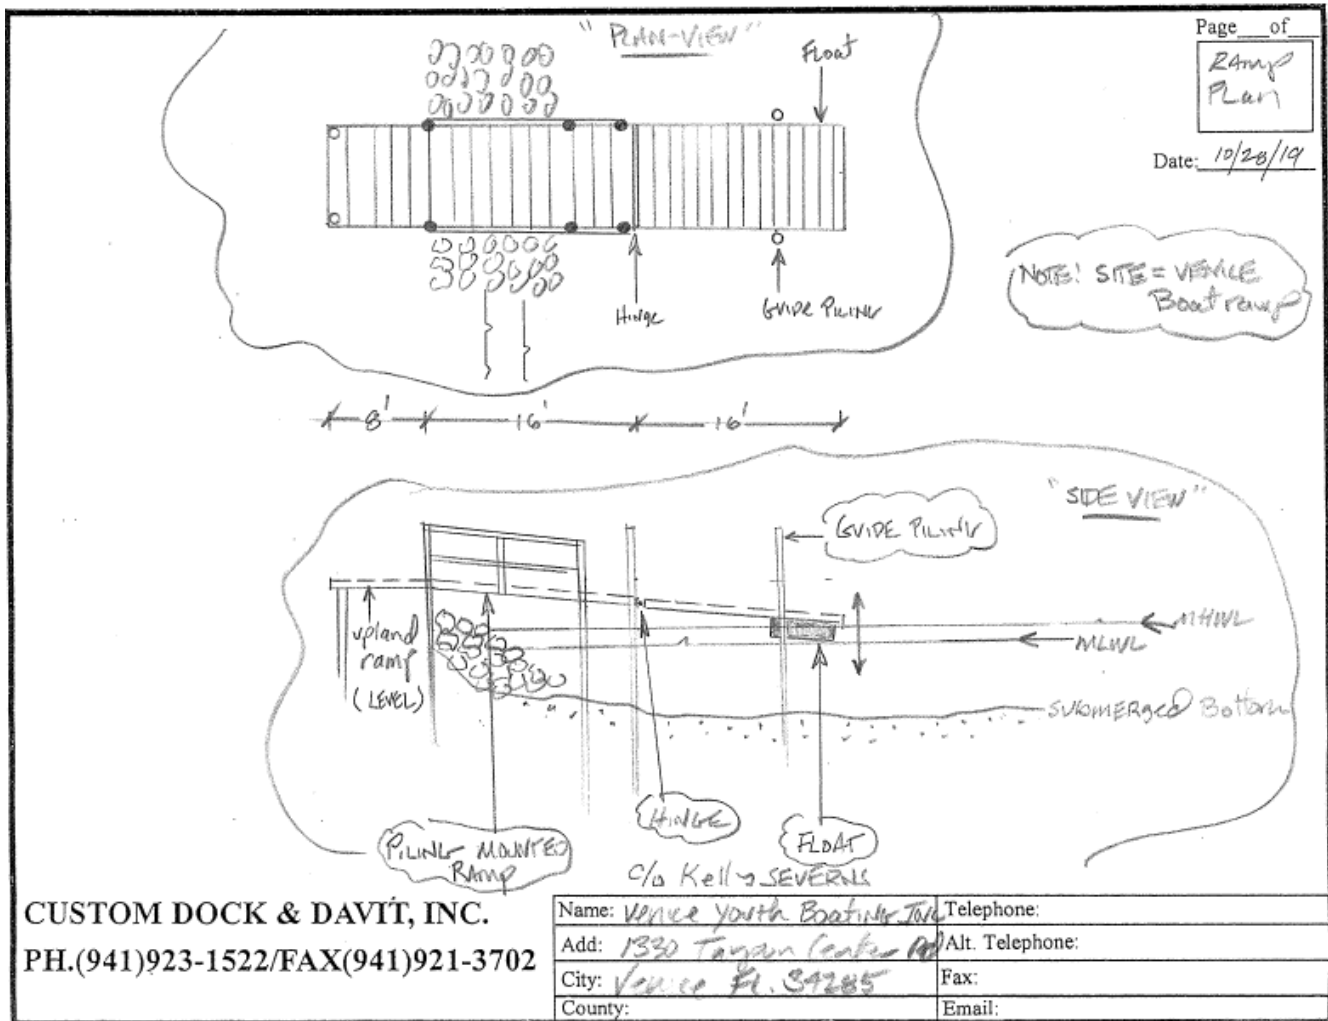 "PLAN-VIEW"
Page___of___
RAmp
PLan
Date: 10/28/19
Float
Hinge
GUIDE PILING
NOTE! SITE = VENICE
Boat ramp
8' 16' 16'
"SIDE VIEW"
GUIDE PILING
upland
ramp
(LEVEL)
MHWL
MLWL
SUBMERged Bottom
PILING MOUNTED
RAMP
HINGE
FLOAT
c/o Kelly SEVERNS
CUSTOM DOCK & DAVIT, INC.
PH.(941)923-1522/FAX(941)921-3702
Name: Venice Youth Boating Inc
Telephone:
Add: 1330 Center Rd
Alt. Telephone:
City: Venice FL. 34285
Fax:
County:
Email: